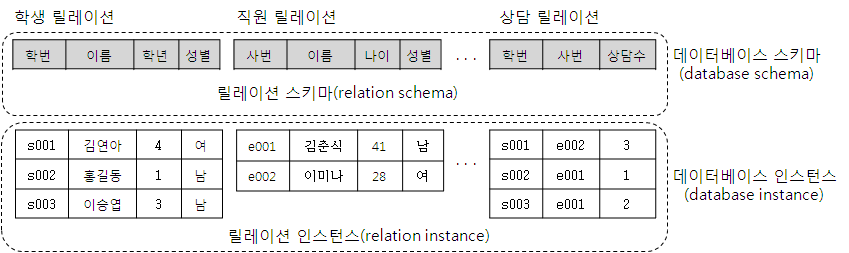 학생 릴레이션 직원 릴레이션 상담 릴레이션
학번 이름 학년 성별 사번 이름 나이 성별 ... 학번 사번 상담수
데이터베이스 스키마
(database schema)
릴레이션 스키마(relation schema)
s001 김연아 4 여 e001 김춘식 41 남 s001 e002 3
s002 홍길동 1 남 e002 이미나 28 여 ... s002 e001 1
s003 이승엽 3 남 s003 e001 2
데이터베이스 인스턴스
(database instance)
릴레이션 인스턴스(relation instance)